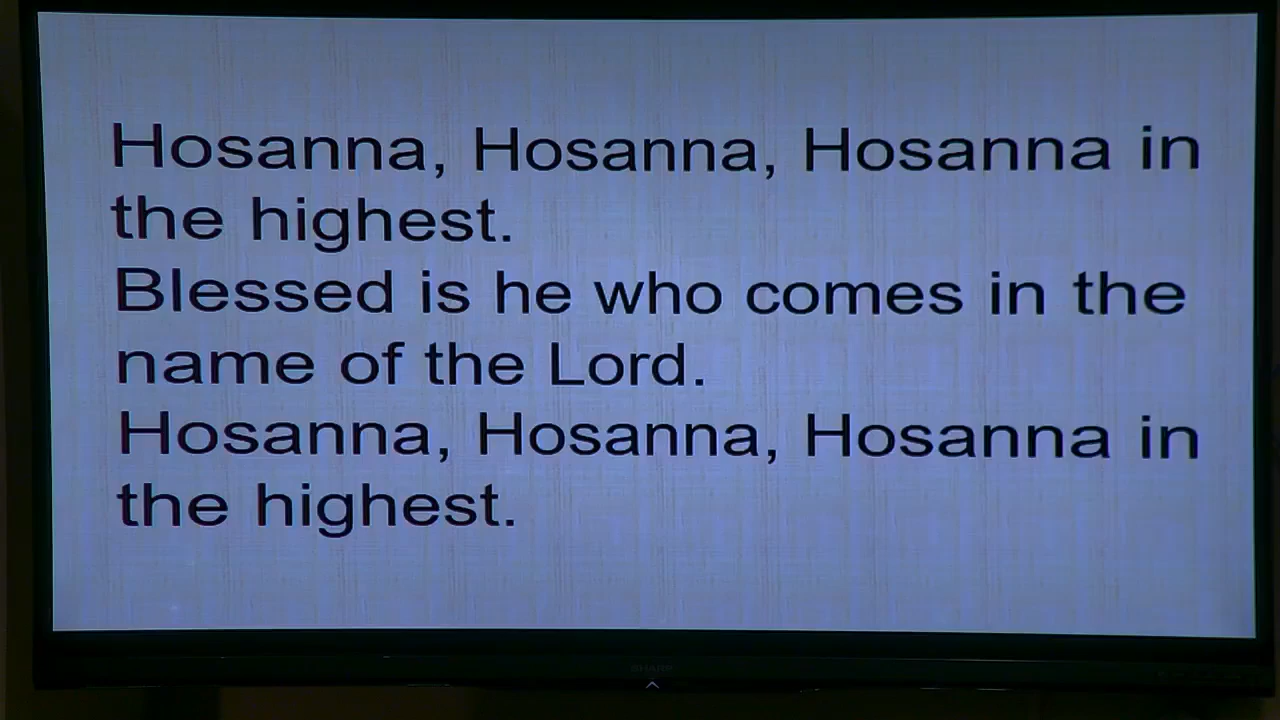 Hosanna, Hosanna, Hosanna in
the highest.
Blessed is he who comes in the
name of the Lord.
Hosanna, Hosanna, Hosanna in
the highest.
SHARP